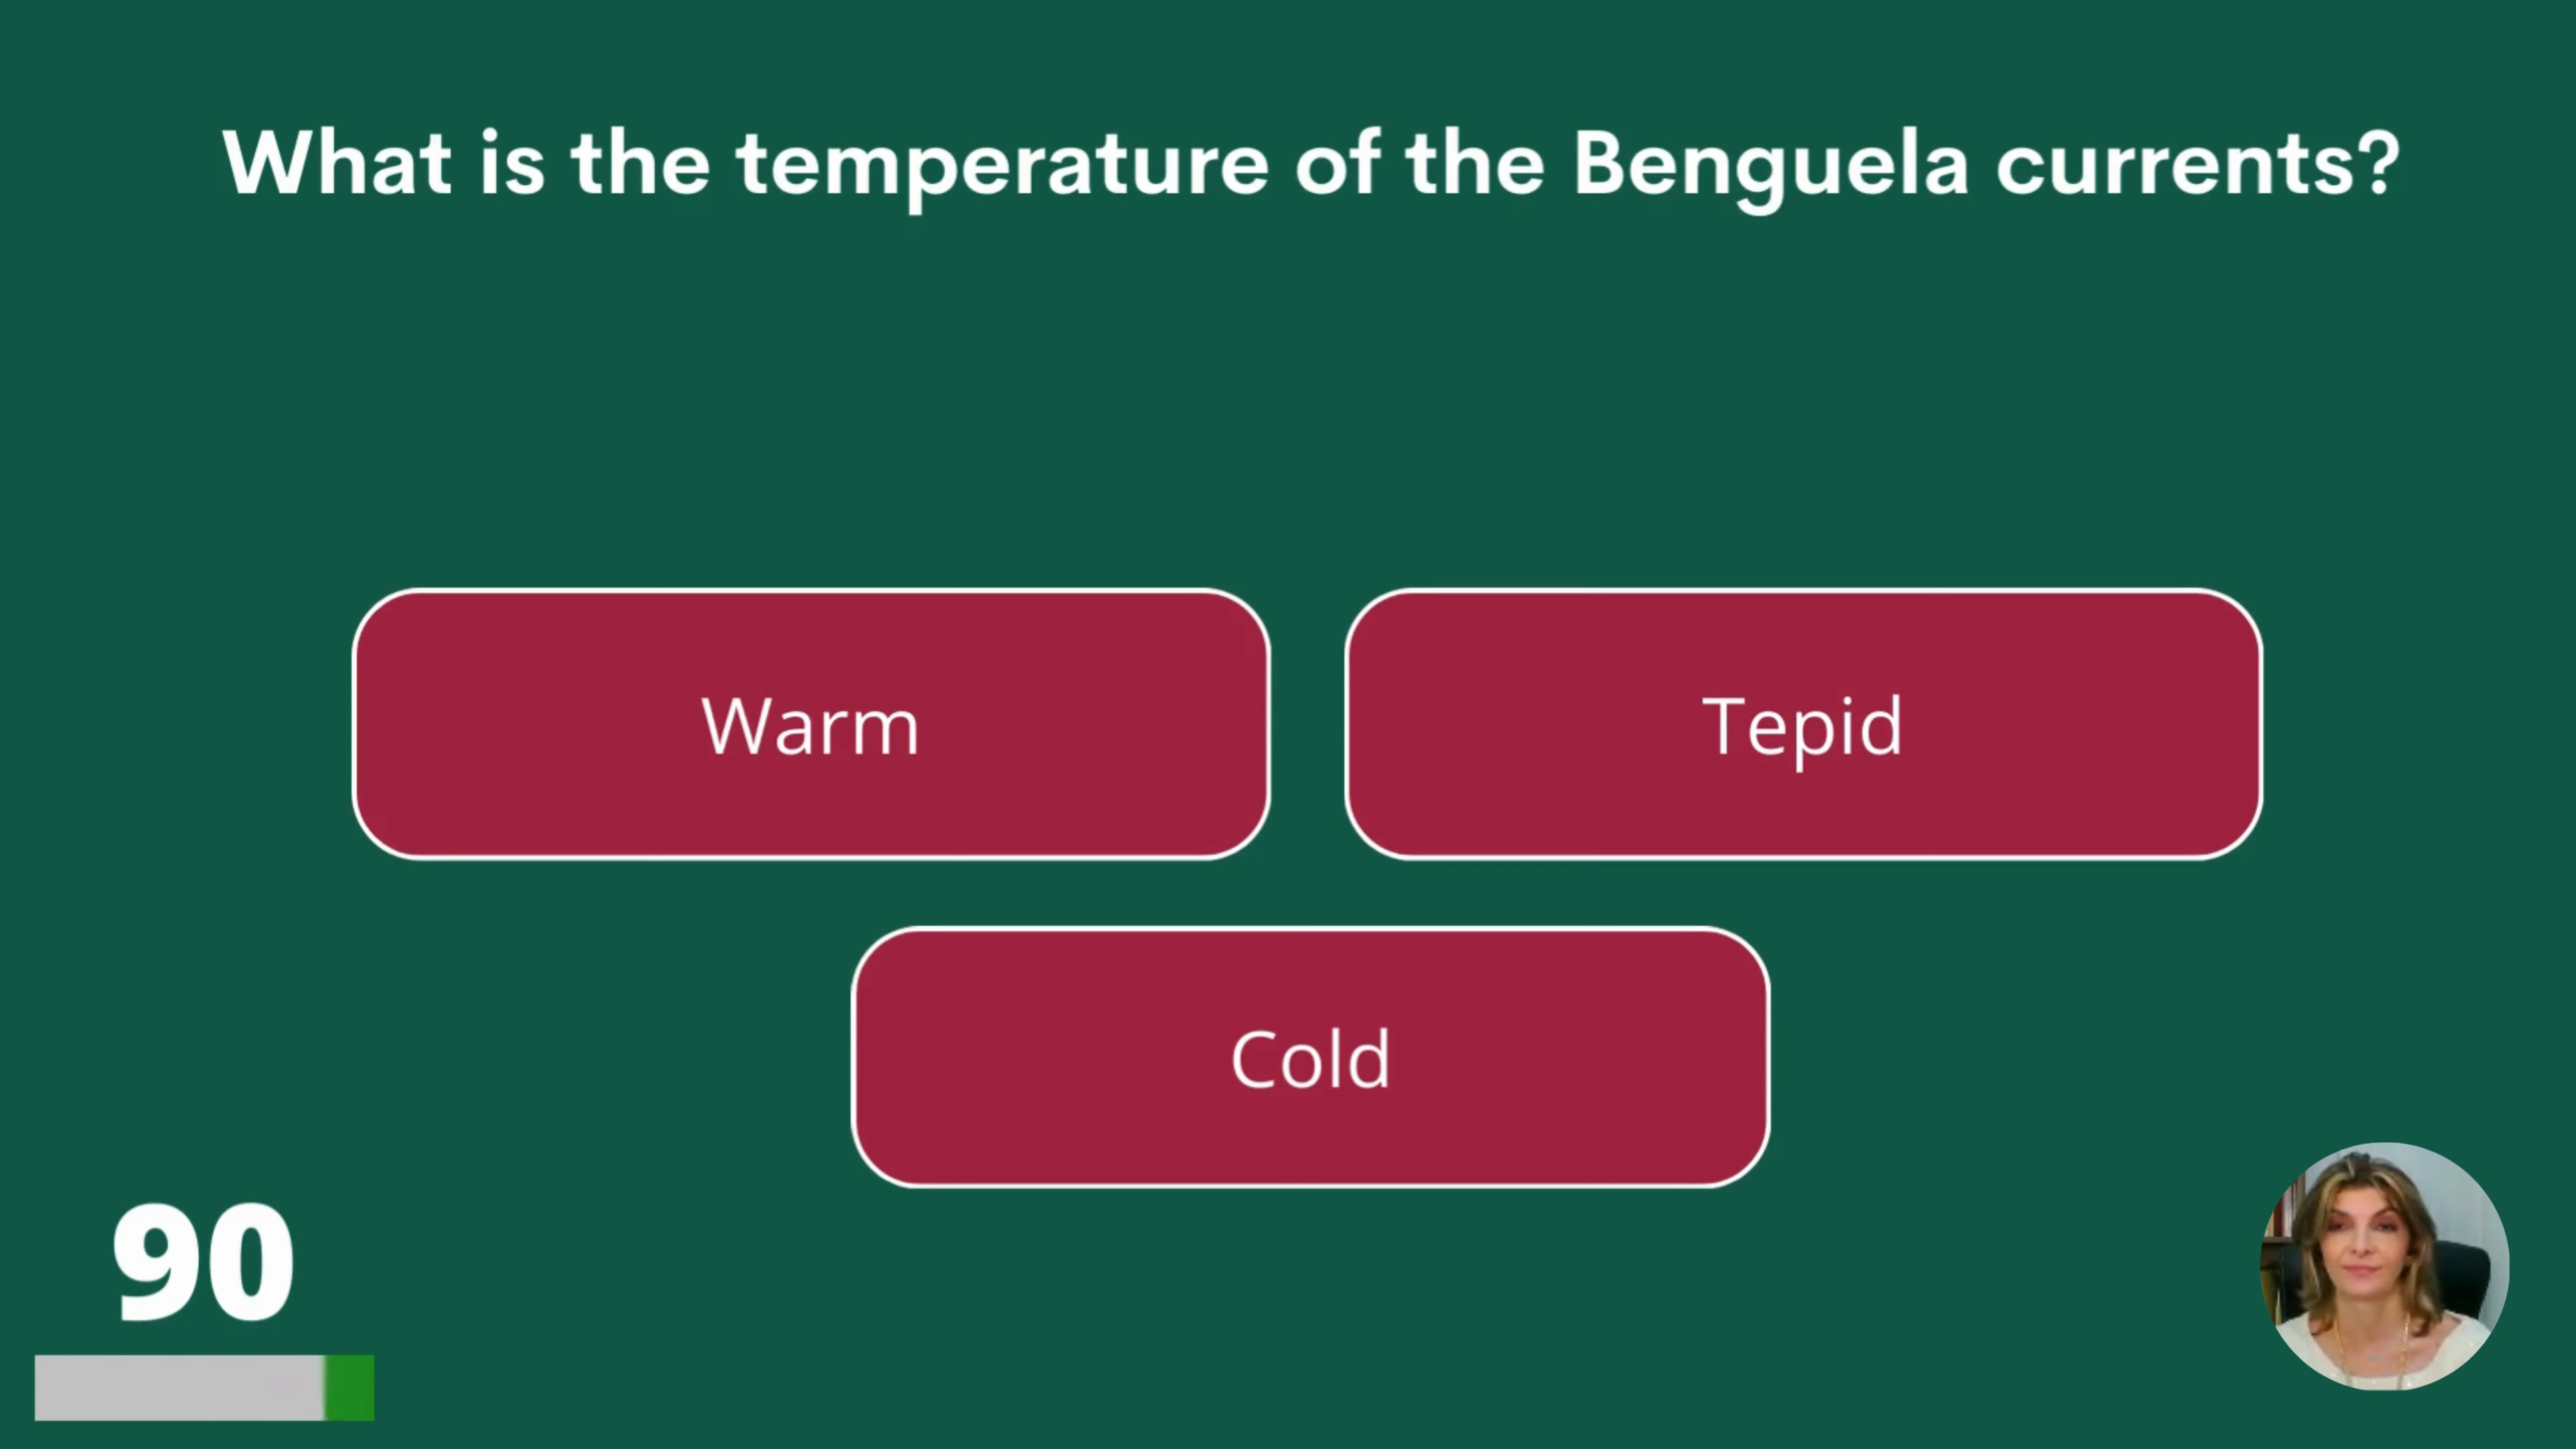 What is the temperature of the Benguela currents?
Warm
Tepid
Cold
90